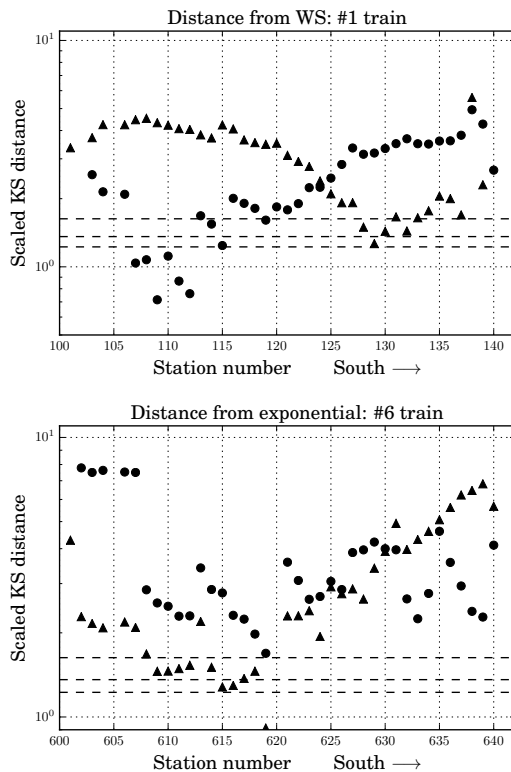 Distance from WS: #1 train
10¹
Scaled KS distance
10⁰
100 105 110 115 120 125 130 135 140
Station number South ⟶
Distance from exponential: #6 train
10¹
Scaled KS distance
10⁰
600 605 610 615 620 625 630 635 640
Station number South ⟶